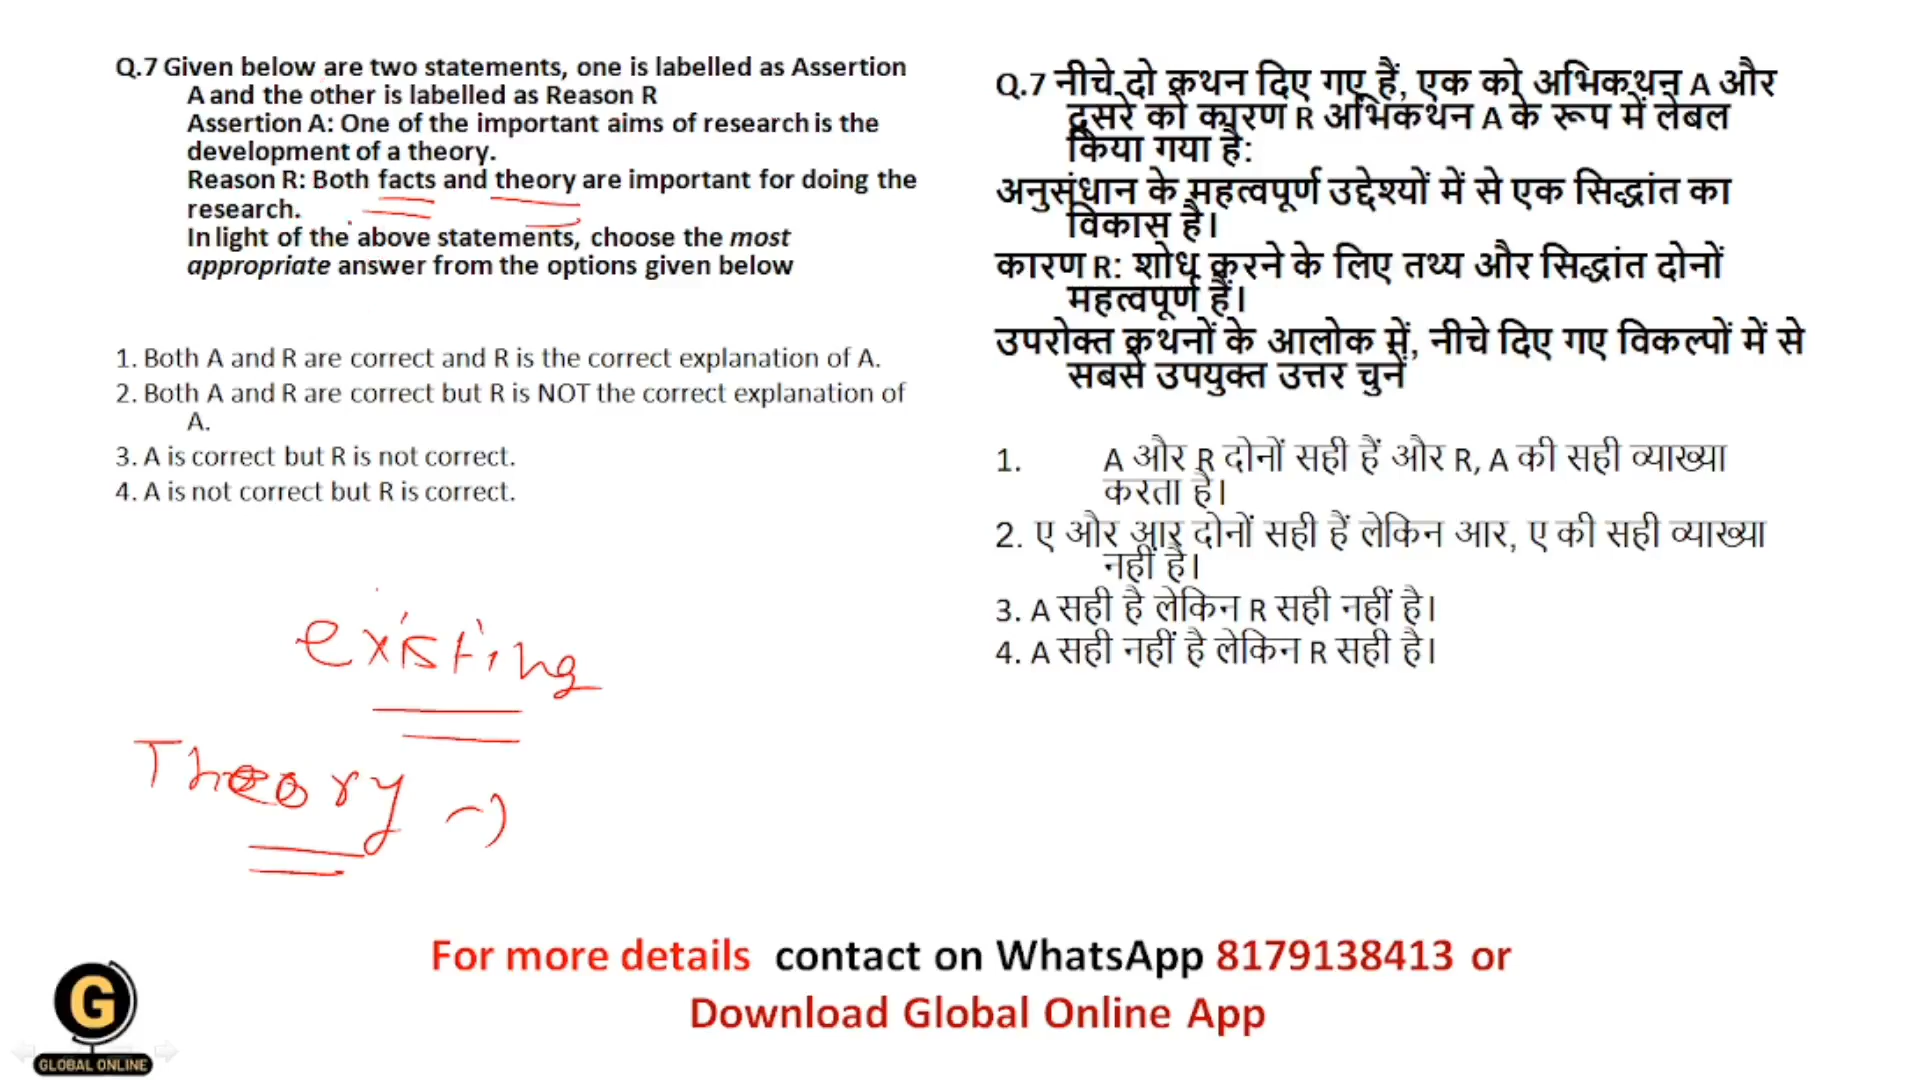 Q.7 Given below are two statements, one is labelled as Assertion
A and the other is labelled as Reason R
Assertion A: One of the important aims of research is the
development of a theory.
Reason R: Both facts and theory are important for doing the
research.
In light of the above statements, choose the most
appropriate answer from the options given below
1. Both A and R are correct and R is the correct explanation of A.
2. Both A and R are correct but R is NOT the correct explanation of
A.
3. A is correct but R is not correct.
4. A is not correct but R is correct.
existing
Theory
Q.7 नीचे दो कथन दिए गए हैं, एक को अभिकथन A और
दूसरे को कारण R अभिकथन A के रूप में लेबल
किया गया है:
अनुसंधान के महत्वपूर्ण उद्देश्यों में से एक सिद्धांत का
विकास है।
कारण R: शोध करने के लिए तथ्य और सिद्धांत दोनों
महत्वपूर्ण हैं।
उपरोक्त कथनों के आलोक में, नीचे दिए गए विकल्पों में से
सबसे उपयुक्त उत्तर चुनें
1. A और R दोनों सही हैं और R, A की सही व्याख्या
करता है।
2. ए और आर दोनों सही हैं लेकिन आर, ए की सही व्याख्या
नहीं है।
3. A सही है लेकिन R सही नहीं है।
4. A सही नहीं है लेकिन R सही है।
For more details contact on WhatsApp 8179138413 or
Download Global Online App
G
GLOBAL ONLINE